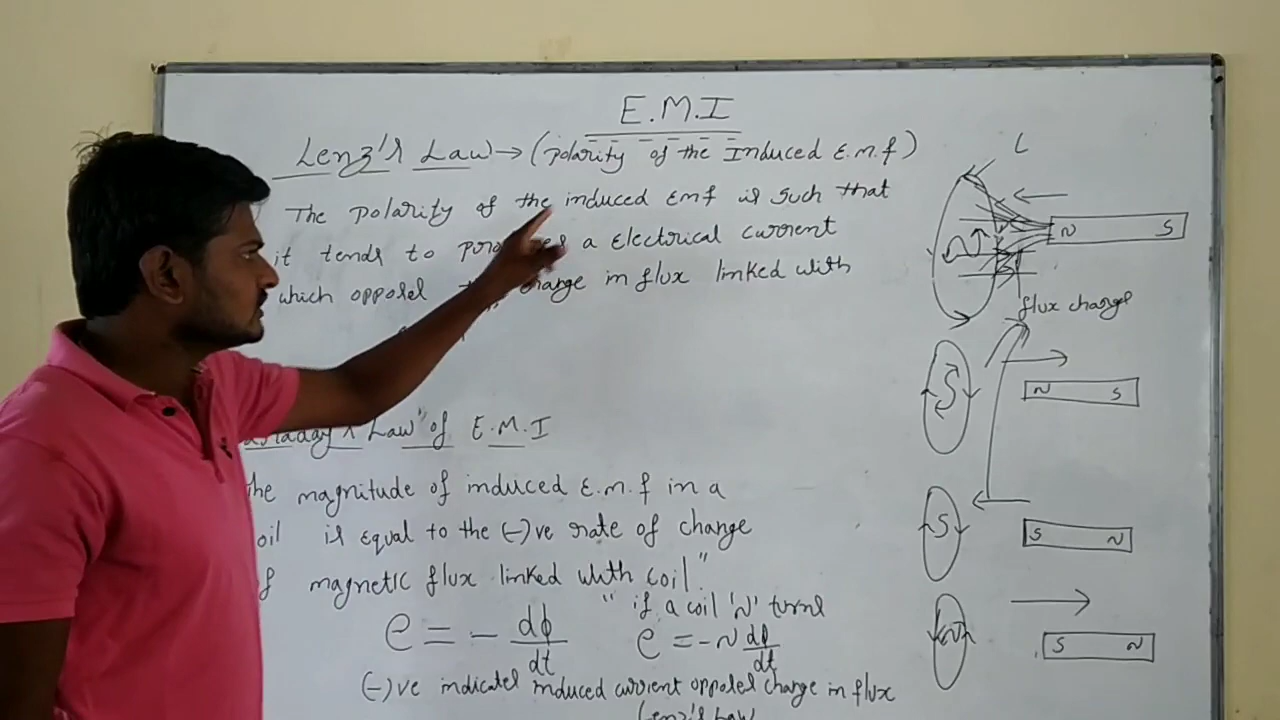 E.M.I
Lenz's Law → (polarity of the Induced E.m.f)
The polarity of the induced Emf is such that
it tends to a Electrical current
which opposes change in flux linked with
Law of E.M.I
the magnitude of induced E.m.f in a
is equal to the (-)ve rate of change
of magnetic flux linked with coil"
" if a coil 'N' turns
e = - dϕ/dt e = -N dϕ/dt
(-)ve indicates induced current opposes change in flux
Lenz's Law
L
N
N S
flux change
S
N S
S
S N
N
S N